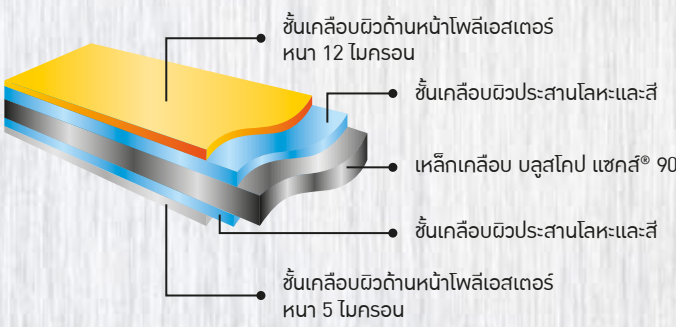 ชั้นเคลือบผิวด้านหน้าโพลีเอสเตอร์
หนา 12 ไมครอน
ชั้นเคลือบผิวประสานโลหะและสี
เหล็กเคลือบ บลูสโคป แซคส์® 90
ชั้นเคลือบผิวประสานโลหะและสี
ชั้นเคลือบผิวด้านหน้าโพลีเอสเตอร์
หนา 5 ไมครอน